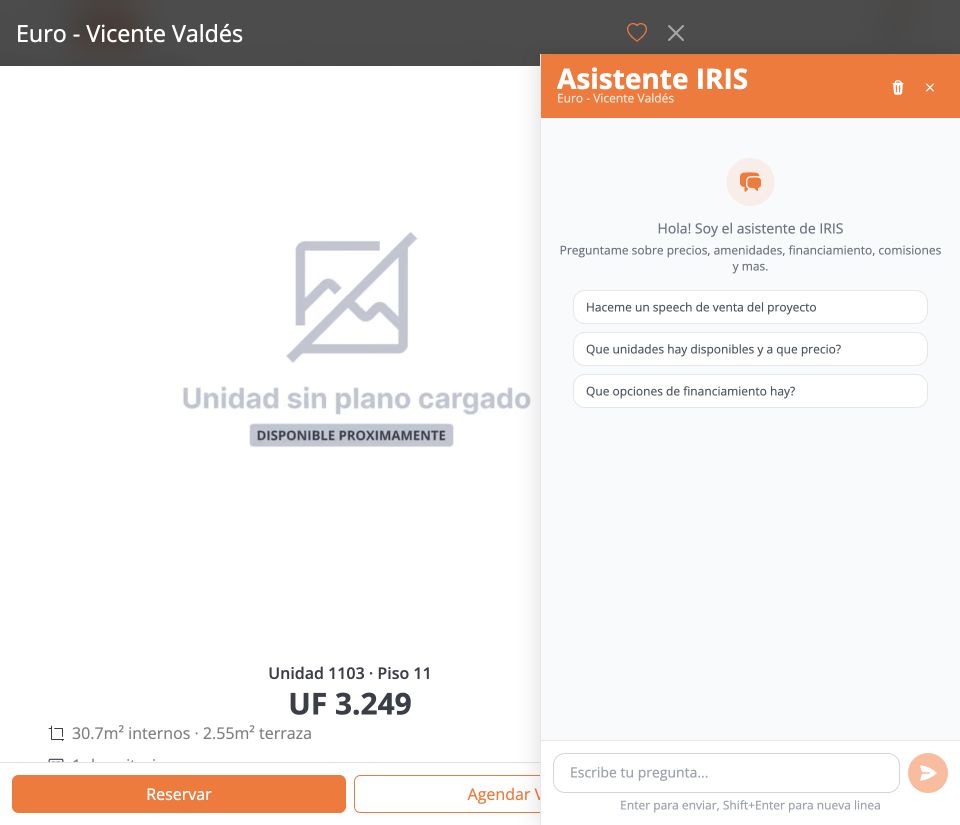 Euro - Vicente Valdés
Asistente IRIS
Euro - Vicente Valdés
Hola! Soy el asistente de IRIS
Preguntame sobre precios, amenidades, financiamiento, comisiones
y mas.
Haceme un speech de venta del proyecto
Que unidades hay disponibles y a que precio?
Que opciones de financiamiento hay?
Unidad sin plano cargado
DISPONIBLE PROXIMAMENTE
Unidad 1103 · Piso 11
UF 3.249
30.7m² internos · 2.55m² terraza
Reservar
Agendar V
Escribe tu pregunta...
Enter para enviar, Shift+Enter para nueva linea